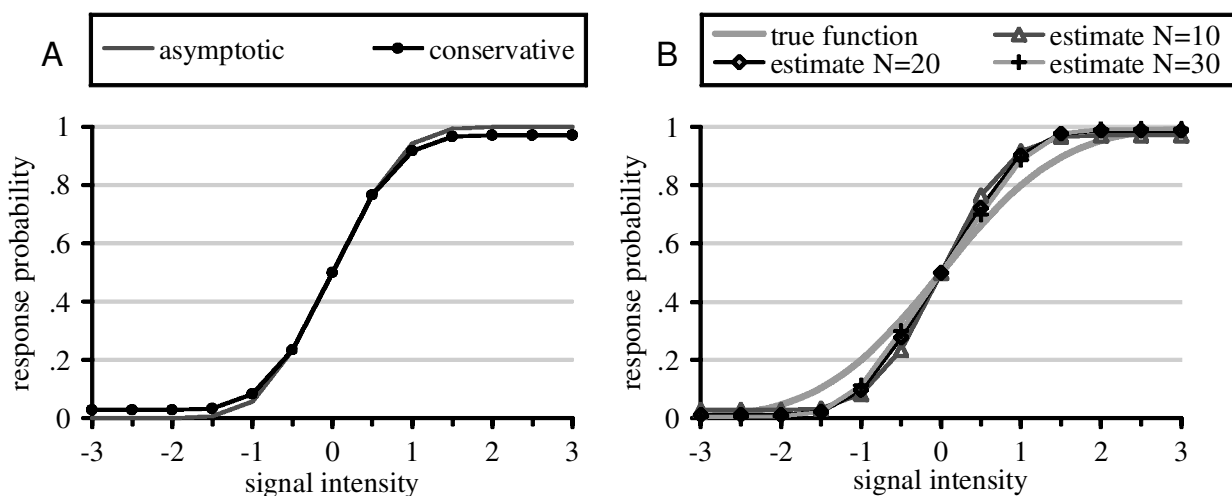 A
asymptotic conservative
response probability
1
.8
.6
.4
.2
0
-3 -2 -1 0 1 2 3
signal intensity
B
true function estimate N=10
estimate N=20 estimate N=30
response probability
1
.8
.6
.4
.2
0
-3 -2 -1 0 1 2 3
signal intensity